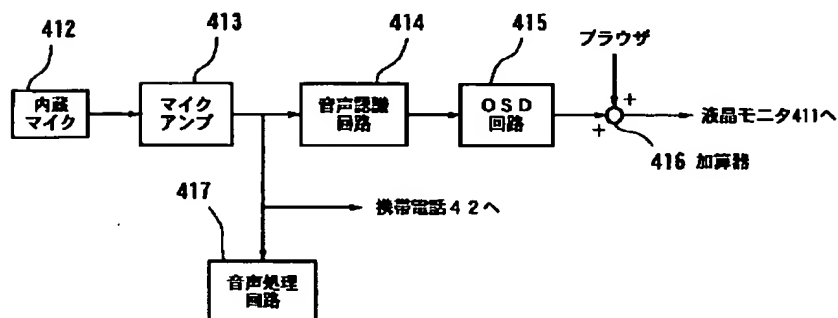 412
413
414
415
ブラウザ
内蔵
マイク
マイク
アンプ
音声認識
回路
OSD
回路
+
+
液晶モニタ411へ
416 加算器
417
携帯電話42へ
音声処理
回路